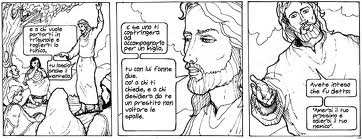 e a chi vuole
portarti in
tribunale e
toglierti la
tunica,
tu lascia
anche il
mantello.
E se uno ti
costringerà
ad
accompagnarlo
per un miglio,
tu con lui fanne
due.
Da' a chi ti
chiede, e a chi
desidera da te
un prestito non
voltare le
spalle.
Avete inteso
che fu detto:
"Amerai il tuo
prossimo e
odierai il tuo
nemico".